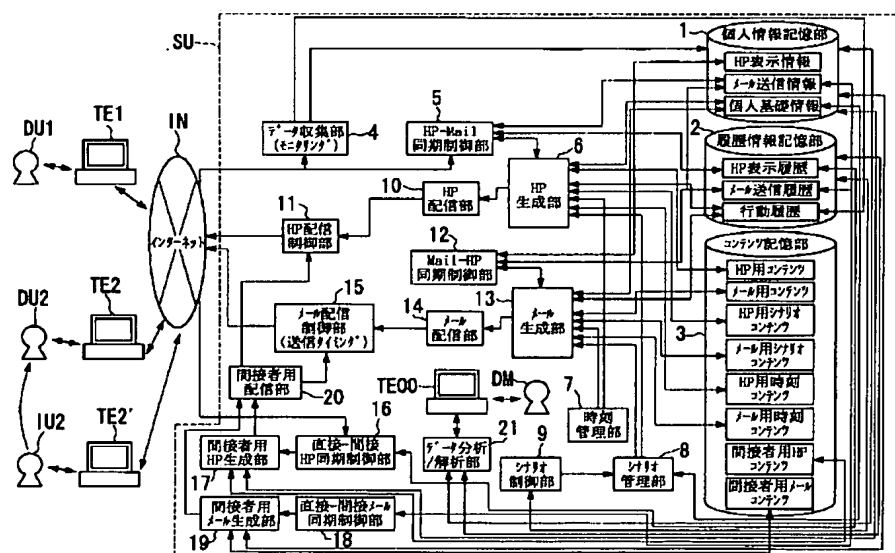 SU
1
個人情報記憶部
HP表示情報
メール送信情報
個人基礎情報
2
履歴情報記憶部
HP表示履歴
メール送信履歴
行動履歴
コンテンツ記憶部
HP用コンテンツ
メール用コンテンツ
HP用シナリオ
コンテンツ
メール用シナリオ
コンテンツ
HP用時刻
コンテンツ
メール用時刻
コンテンツ
間接者用HP
コンテンツ
間接者用メール
コンテンツ
3
DU1
TE1
IN
インターネット
データ収集部
(モニタリング)
4
5
HP-Mail
同期制御部
6
HP
生成部
10
HP
配信部
11
HP配信
制御部
12
Mail-HP
同期制御部
13
メール
生成部
14
メール
配信部
15
メール配信
制御部
(送信タイミング)
DU2
TE2
間接者用
配信部
20
TE00
DM
7
時刻
管理部
IU2
TE2'
16
直接-間接
HP同期制御部
間接者用
HP生成部
17
21
データ分析
/解析部
9
シナリオ
制御部
8
シナリオ
管理部
間接者用
メール生成部
19
直接-間接メール
同期制御部
18